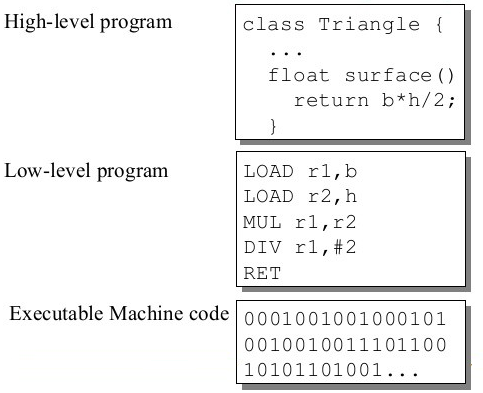 High-level program
class Triangle {
...
float surface()
return b*h/2;
}
Low-level program
LOAD r1,b
LOAD r2,h
MUL r1,r2
DIV r1,#2
RET
Executable Machine code
0001001001000101
0010010011101100
10101101001...